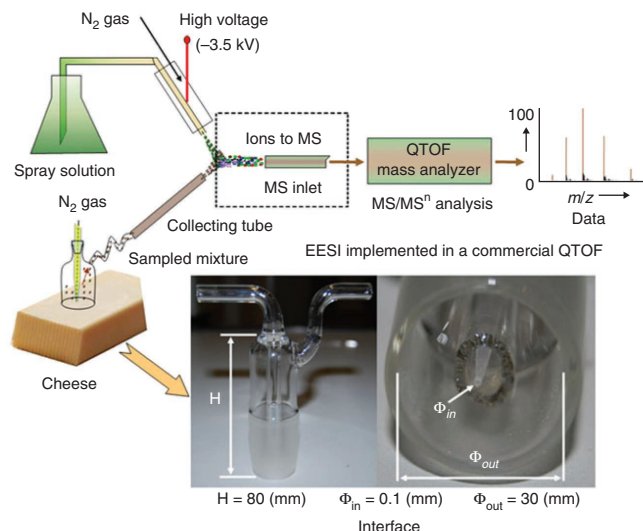 N₂ gas
High voltage
(–3.5 kV)
Spray solution
Ions to MS
MS inlet
QTOF
mass analyzer
MS/MSⁿ analysis
100
m/z
Data
N₂ gas
Collecting tube
Sampled mixture
EESI implemented in a commercial QTOF
Cheese
H
Φin
Φout
H = 80 (mm) Φin = 0.1 (mm) Φout = 30 (mm)
Interface